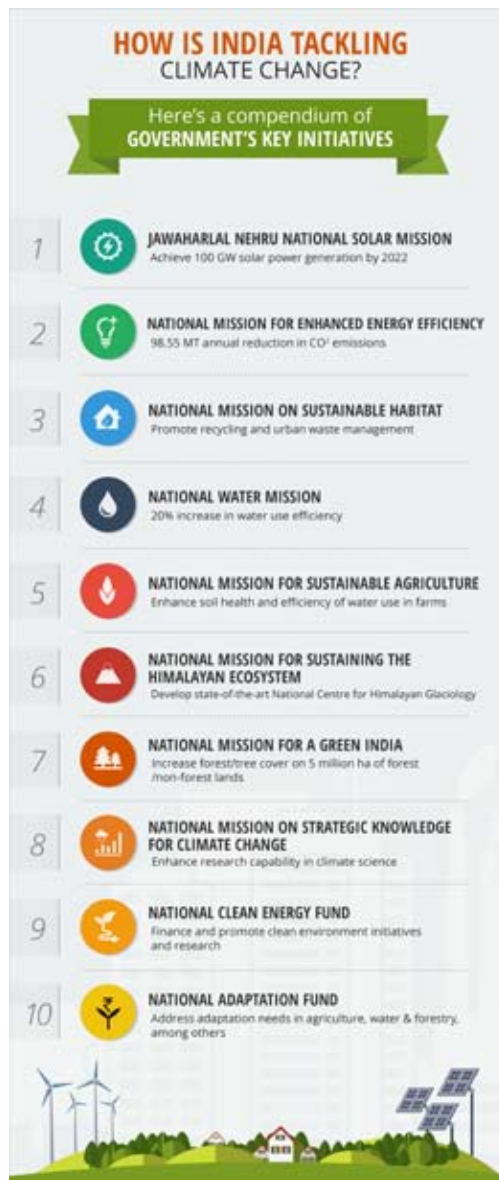 HOW IS INDIA TACKLING
CLIMATE CHANGE?
Here's a compendium of
GOVERNMENT'S KEY INITIATIVES
1
JAWAHARLAL NEHRU NATIONAL SOLAR MISSION
Achieve 100 GW solar power generation by 2022
2
NATIONAL MISSION FOR ENHANCED ENERGY EFFICIENCY
98.55 MT annual reduction in CO² emissions
3
NATIONAL MISSION ON SUSTAINABLE HABITAT
Promote recycling and urban waste management
4
NATIONAL WATER MISSION
20% increase in water use efficiency
5
NATIONAL MISSION FOR SUSTAINABLE AGRICULTURE
Enhance soil health and efficiency of water use in farms
6
NATIONAL MISSION FOR SUSTAINING THE
HIMALAYAN ECOSYSTEM
Develop state-of-the-art National Centre for Himalayan Glaciology
7
NATIONAL MISSION FOR A GREEN INDIA
Increase forest/tree cover on 5 million ha of forest
/non-forest lands
8
NATIONAL MISSION ON STRATEGIC KNOWLEDGE
FOR CLIMATE CHANGE
Enhance research capability in climate science
9
NATIONAL CLEAN ENERGY FUND
Finance and promote clean environment initiatives
and research
10
NATIONAL ADAPTATION FUND
Address adaptation needs in agriculture, water & forestry,
among others